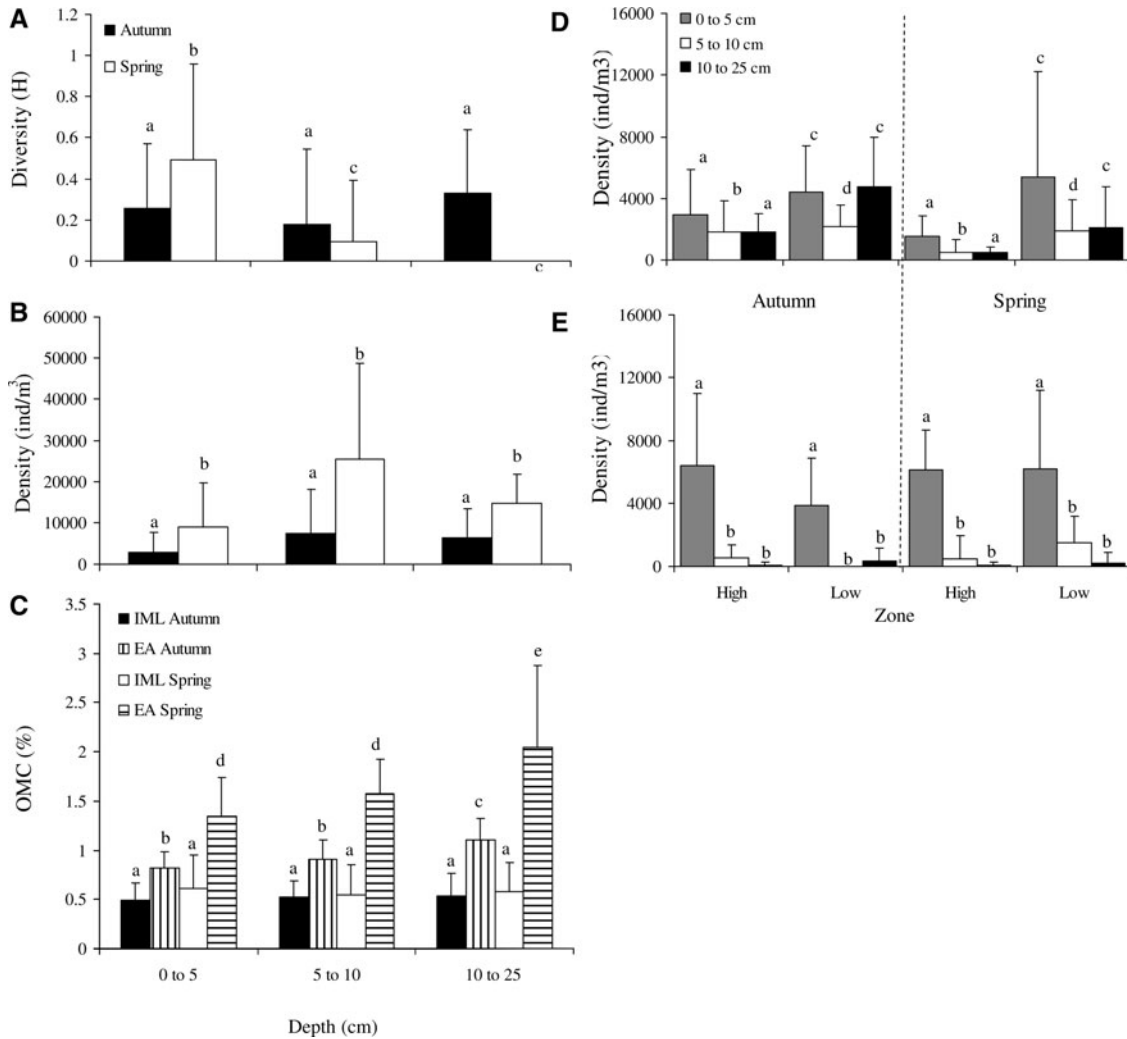 A
1.2
1
0.8
0.6
0.4
0.2
0
Diversity (H)
Autumn
Spring
a
b
a
c
a
c
B
60000
50000
40000
30000
20000
10000
0
Density (ind/m3)
a
b
a
b
a
b
C
3.5
3
2.5
2
1.5
1
0.5
0
OMC (%)
IML Autumn
EA Autumn
IML Spring
EA Spring
a
b
a
d
a
b
a
d
a
c
a
e
0 to 5
5 to 10
10 to 25
Depth (cm)
D
16000
12000
8000
4000
0
Density (ind/m3)
0 to 5 cm
5 to 10 cm
10 to 25 cm
a
b
a
c
d
c
a
b
a
c
d
c
Autumn
Spring
E
16000
12000
8000
4000
0
Density (ind/m3)
a
b
b
a
b
b
a
b
b
a
b
b
High
Low
High
Low
Zone